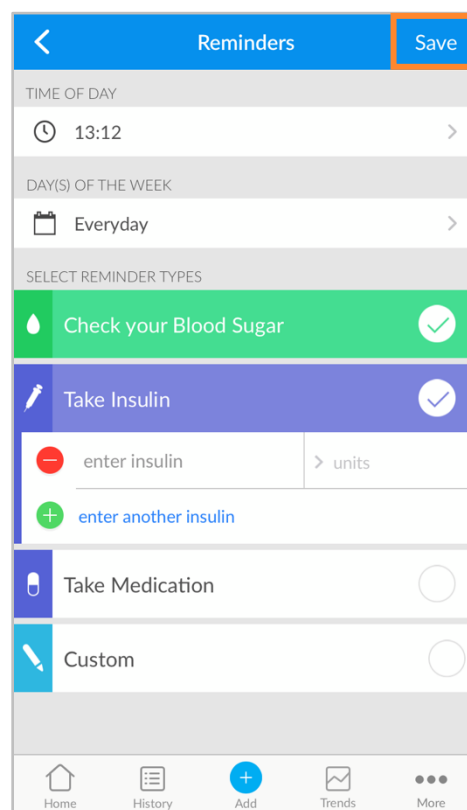 Reminders
Save
TIME OF DAY
13:12
DAY(S) OF THE WEEK
Everyday
SELECT REMINDER TYPES
Check your Blood Sugar
Take Insulin
enter insulin
units
enter another insulin
Take Medication
Custom
Home
History
Add
Trends
More